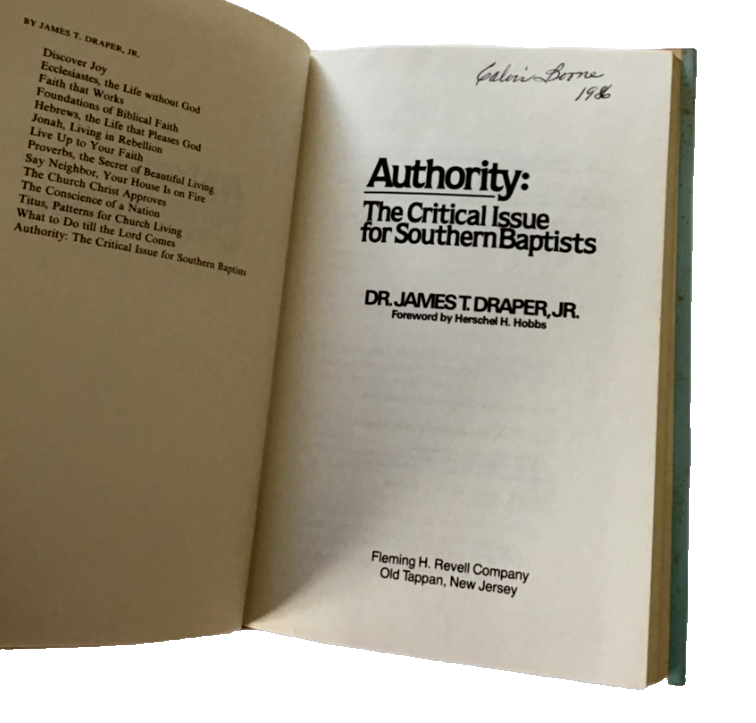 BY JAMES T. DRAPER, JR.
Discover Joy
Ecclesiastes, the Life without God
Faith that Works
Foundations of Biblical Faith
Hebrews, the Life that Pleases God
Jonah, Living in Rebellion
Live Up to Your Faith
Proverbs, the Secret of Beautiful Living
Say Neighbor, Your House Is on Fire
The Church Christ Approves
The Conscience of a Nation
Titus, Patterns for Church Living
What to Do till the Lord Comes
Authority: The Critical Issue for Southern Baptists
Calvin Boone
1986
Authority:
The Critical Issue
for Southern Baptists
DR. JAMES T. DRAPER, JR.
Foreword by Herschel H. Hobbs
Fleming H. Revell Company
Old Tappan, New Jersey